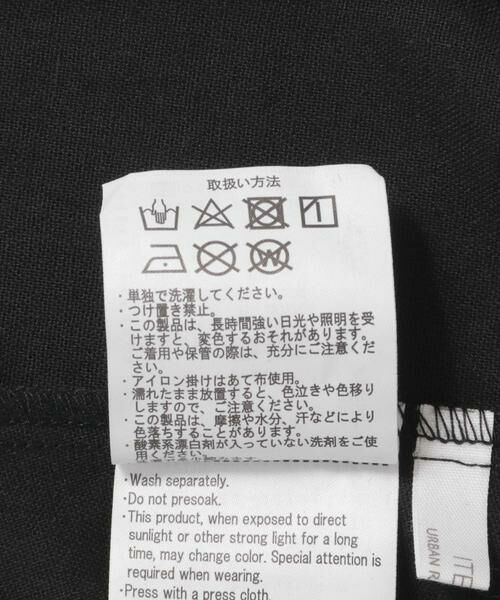 取扱い方法
・単独で洗濯してください。
・つけ置き禁止。
・この製品は、長時間強い日光や照明を受
けますと、変色するおそれがあります。
ご着用や保管の際は、充分にご注意くだ
さい。
・アイロン掛けはあて布使用。
・濡れたまま放置すると、色泣きや色移り
しますので、ご注意ください。
・この製品は、摩擦や水分、汗などにより
色落ちすることがあります。
・酸素系漂白剤が入っていない洗剤をご使
用ください。
・Wash separately.
・Do not presoak.
・This product, when exposed to direct
sunlight or other strong light for a long
time, may change color. Special attention is
required when wearing.
・Press with a press cloth.
ITE
URBAN R